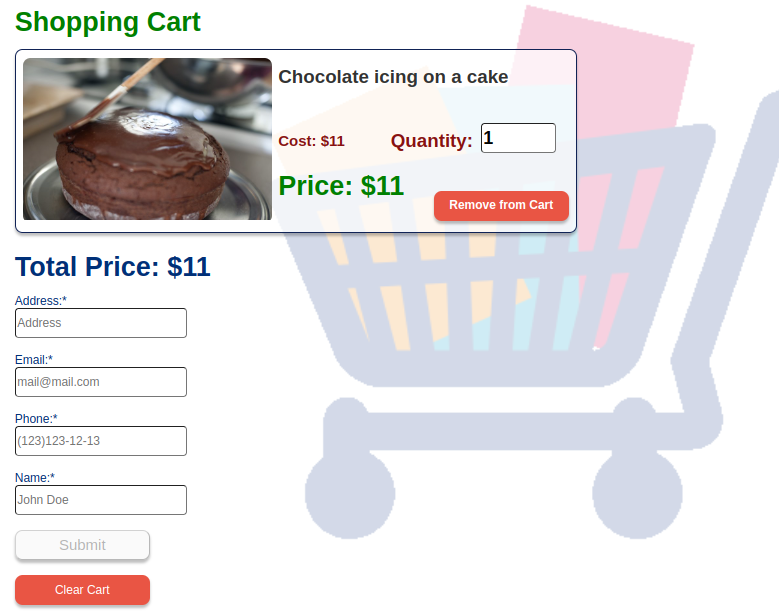 Shopping Cart
Chocolate icing on a cake
Cost: $11 Quantity: 1
Price: $11
Remove from Cart
Total Price: $11
Address:*
Address
Email:*
mail@mail.com
Phone:*
(123)123-12-13
Name:*
John Doe
Submit
Clear Cart